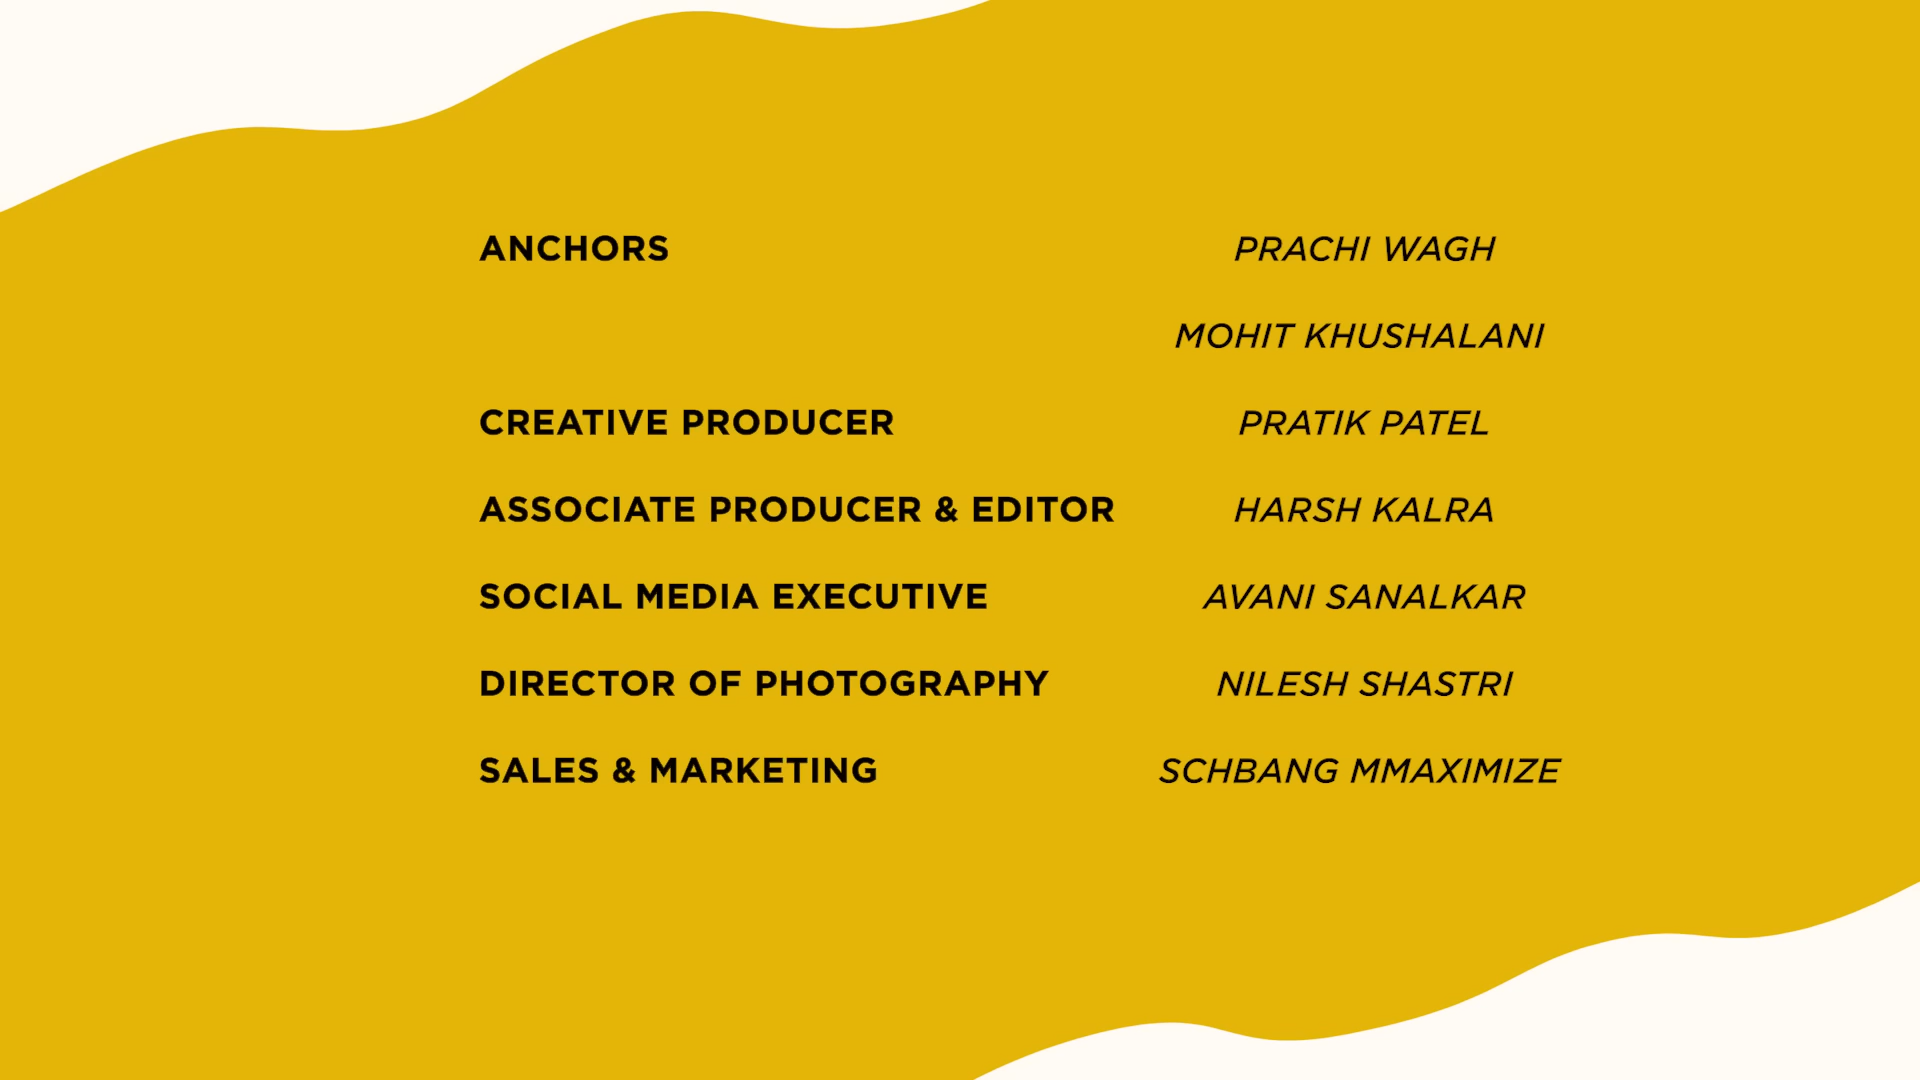 ANCHORS PRACHI WAGH
MOHIT KHUSHALANI
CREATIVE PRODUCER PRATIK PATEL
ASSOCIATE PRODUCER & EDITOR HARSH KALRA
SOCIAL MEDIA EXECUTIVE AVANI SANALKAR
DIRECTOR OF PHOTOGRAPHY NILESH SHASTRI
SALES & MARKETING SCHBANG MMAXIMIZE